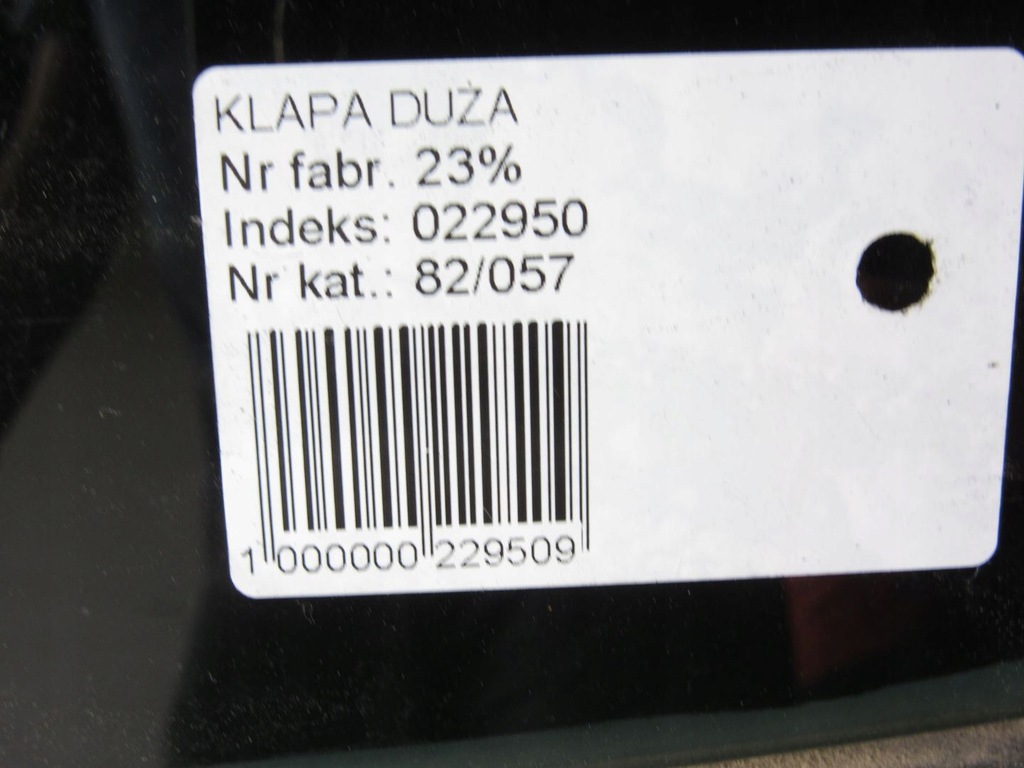 KLAPA DUŻA
Nr fabr. 23%
Indeks: 022950
Nr kat.: 82/057
1 000000 229509